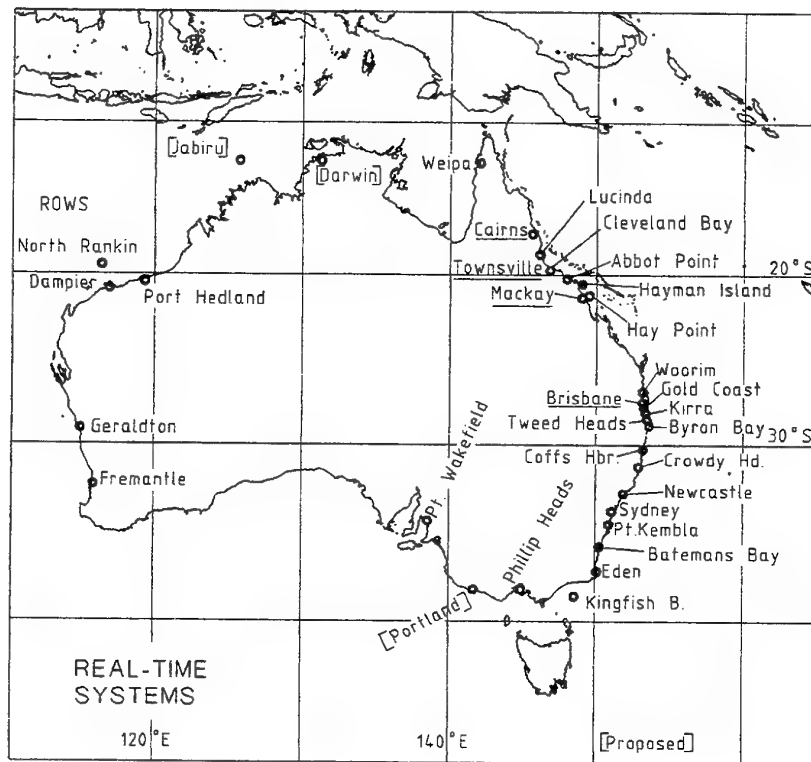 [Jabiru]
[Darwin]
Weipa
ROWS
Lucinda
Cleveland Bay
Cairns
North Rankin
Townsville
Abbot Point
20°S
Dampier
Port Hedland
Hayman Island
Mackay
Hay Point
Woorim
Gold Coast
Brisbane
Kirra
Geraldton
Tweed Heads
Byron Bay
30°S
Pt. Wakefield
Coffs Hbr.
Crowdy Hd.
Fremantle
Newcastle
Phillip Heads
Sydney
Pt.Kembla
Batemans Bay
Eden
[Portland]
Kingfish B.
REAL-TIME
SYSTEMS
120°E
140°E
[Proposed]